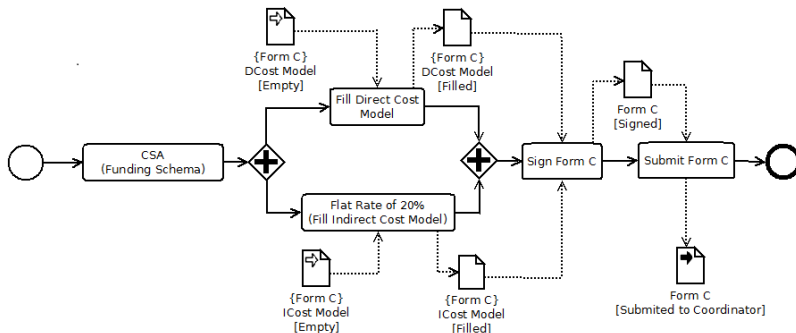 {Form C}
DCost Model
[Empty]
{Form C}
DCost Model
[Filled]
Fill Direct Cost
Model
Form C
[Signed]
CSA
(Funding Schema)
Sign Form C
Submit Form C
Flat Rate of 20%
(Fill Indirect Cost Model)
{Form C}
ICost Model
[Empty]
{Form C}
ICost Model
[Filled]
Form C
[Submited to Coordinator]